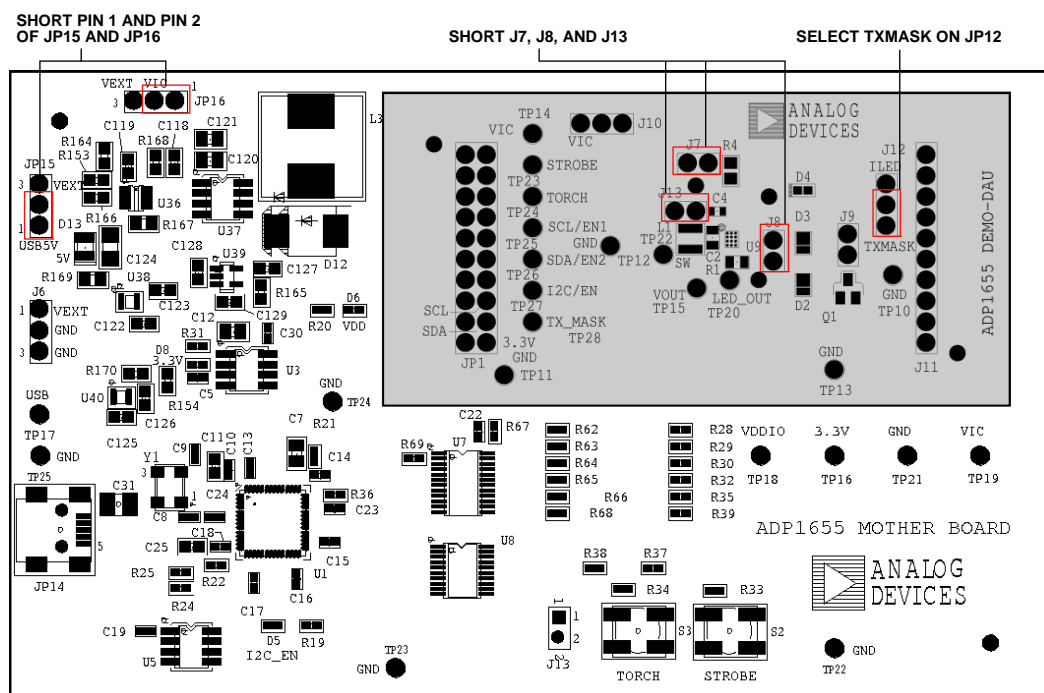 SHORT PIN 1 AND PIN 2
OF JP15 AND JP16
SHORT J7, J8, AND J13
SELECT TXMASK ON JP12
VEXT VIC
3
1
JP16
C119
C118
C121
R164
R153
R168
C120
L3
JP15
3
VEXT
U36
1
D13
USB5V
R166
R167
U37
5V
C124
C128
U39
C127
D12
R169
U38
C123
R165
J6
1
VEXT
GND
3
GND
C122
C12
C129
C30
R20
D6
VDD
R31
D8
3.3V
R170
C5
U3
USB
U40
R154
C126
C125
GND
TP24
R21
TP17
GND
TP25
Y1
3
1
C9
C11
C10
C13
C7
C14
C31
C24
C8
C18
R36
C23
5
JP14
C25
R25
R22
U1
C15
C16
R24
C17
C19
U5
D5
I2C_EN
R19
TP23
GND
TP14
VIC
VIC
J10
ANALOG
DEVICES
STROBE
TP23
TORCH
TP24
SCL/EN1
TP25
SDA/EN2
TP26
I2C/EN
TP27
TX_MASK
TP28
SCL
SDA
JP1
3.3V
GND
TP11
GND
TP12
J7
R4
J13
C4
L1
TP22
SW
C2
R1
U9
J8
VOUT
TP15
LED_OUT
TP20
D4
D3
D2
J9
Q1
J12
ILED
1
TXMASK
GND
TP10
GND
TP13
J11
ADP1655 DEMO-DAU
C22
R67
R69
U7
U8
R62
R63
R64
R65
R66
R68
R28
R29
R30
R32
R35
R39
VDDIO
TP18
3.3V
TP16
GND
TP21
VIC
TP19
ADP1655 MOTHER BOARD
ANALOG
DEVICES
R38
R37
R34
R33
1
1
2
2
J13
D
S3
D
S2
TORCH
STROBE
GND
TP22